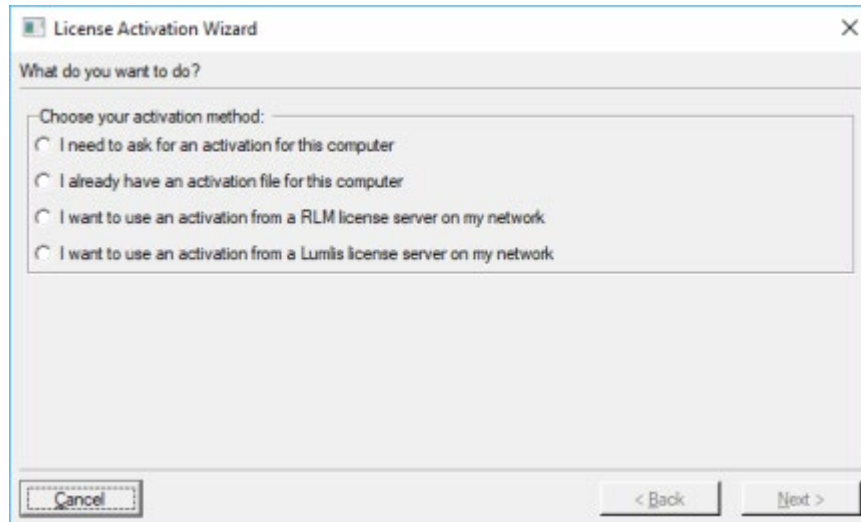 License Activation Wizard
What do you want to do?
Choose your activation method:
I need to ask for an activation for this computer
I already have an activation file for this computer
I want to use an activation from a RLM license server on my network
I want to use an activation from a Lumlis license server on my network
Cancel
< Back
Next >